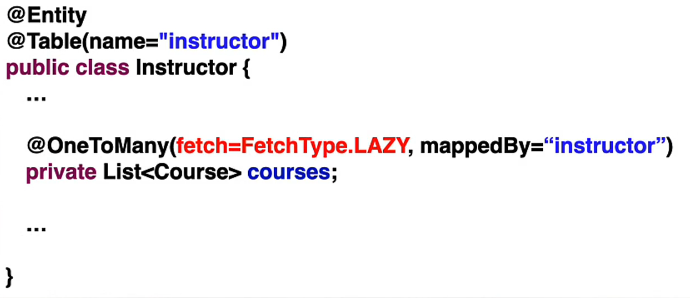 @Entity
@Table(name="instructor")
public class Instructor {
...
@OneToMany(fetch=FetchType.LAZY, mappedBy=“instructor”)
private List<Course> courses;
...
}